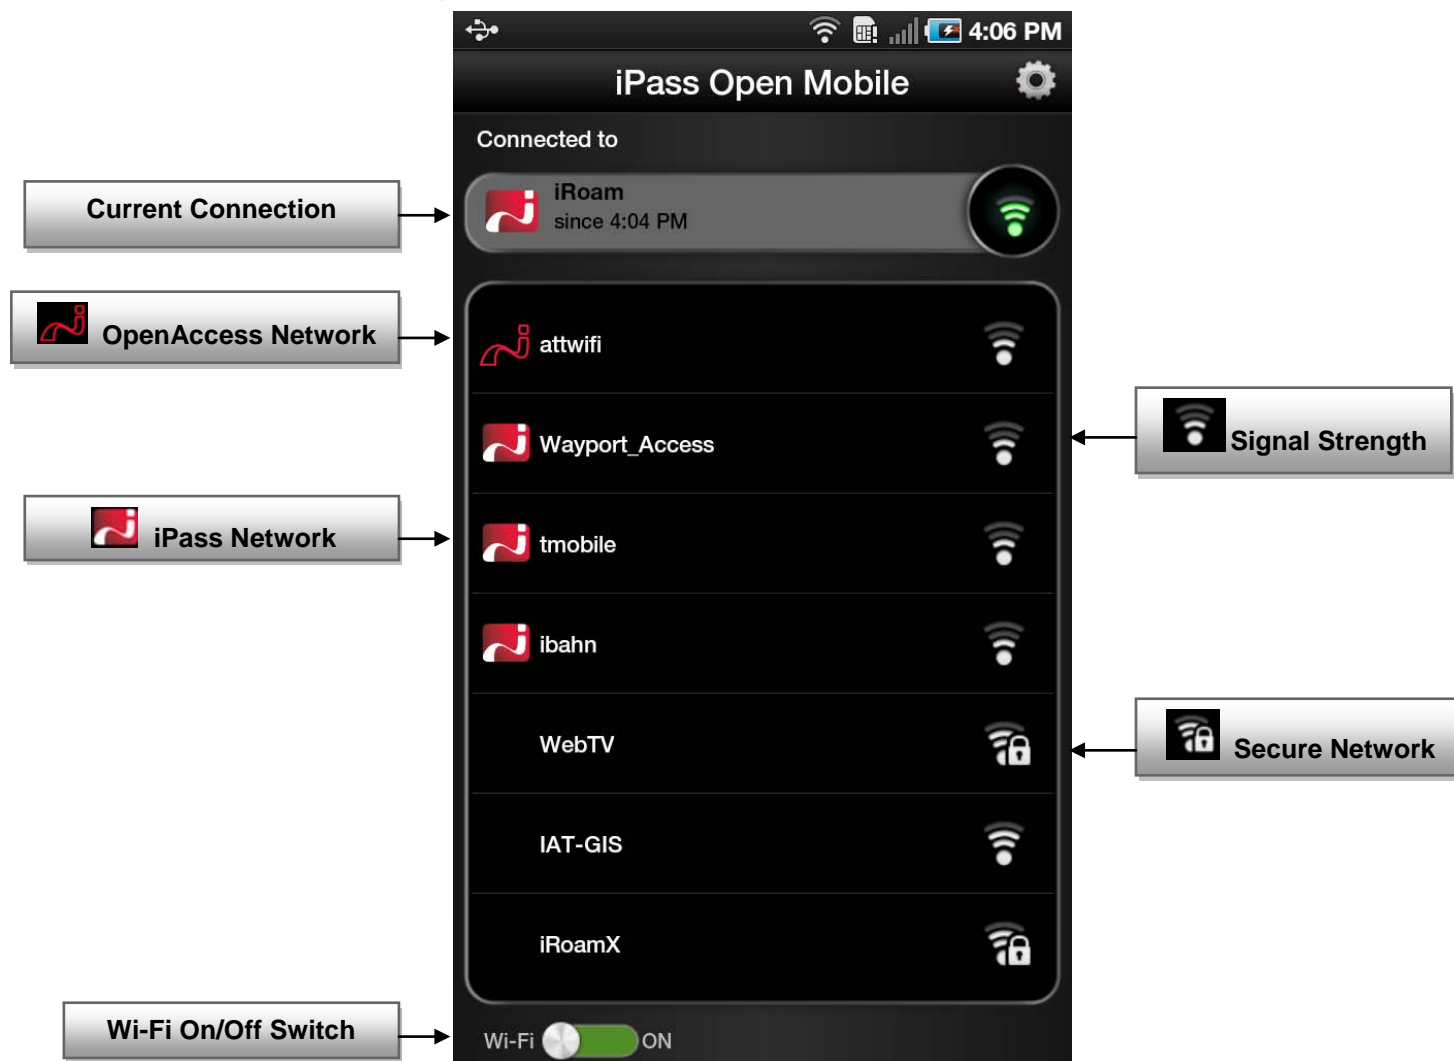 4:06 PM
iPass Open Mobile
Connected to
Current Connection
iRoam
since 4:04 PM
OpenAccess Network
attwifi
Wayport_Access
Signal Strength
iPass Network
tmobile
ibahn
WebTV
Secure Network
IAT-GIS
iRoamX
Wi-Fi On/Off Switch
Wi-Fi ON